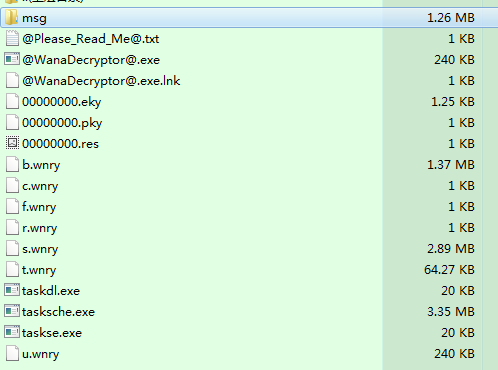 msg 1.26 MB
@Please_Read_Me@.txt 1 KB
@WanaDecryptor@.exe 240 KB
@WanaDecryptor@.exe.lnk 1 KB
00000000.eky 1.25 KB
00000000.pky 1 KB
00000000.res 1 KB
b.wnry 1.37 MB
c.wnry 1 KB
f.wnry 1 KB
r.wnry 1 KB
s.wnry 2.89 MB
t.wnry 64.27 KB
taskdl.exe 20 KB
tasksche.exe 3.35 MB
taskse.exe 20 KB
u.wnry 240 KB